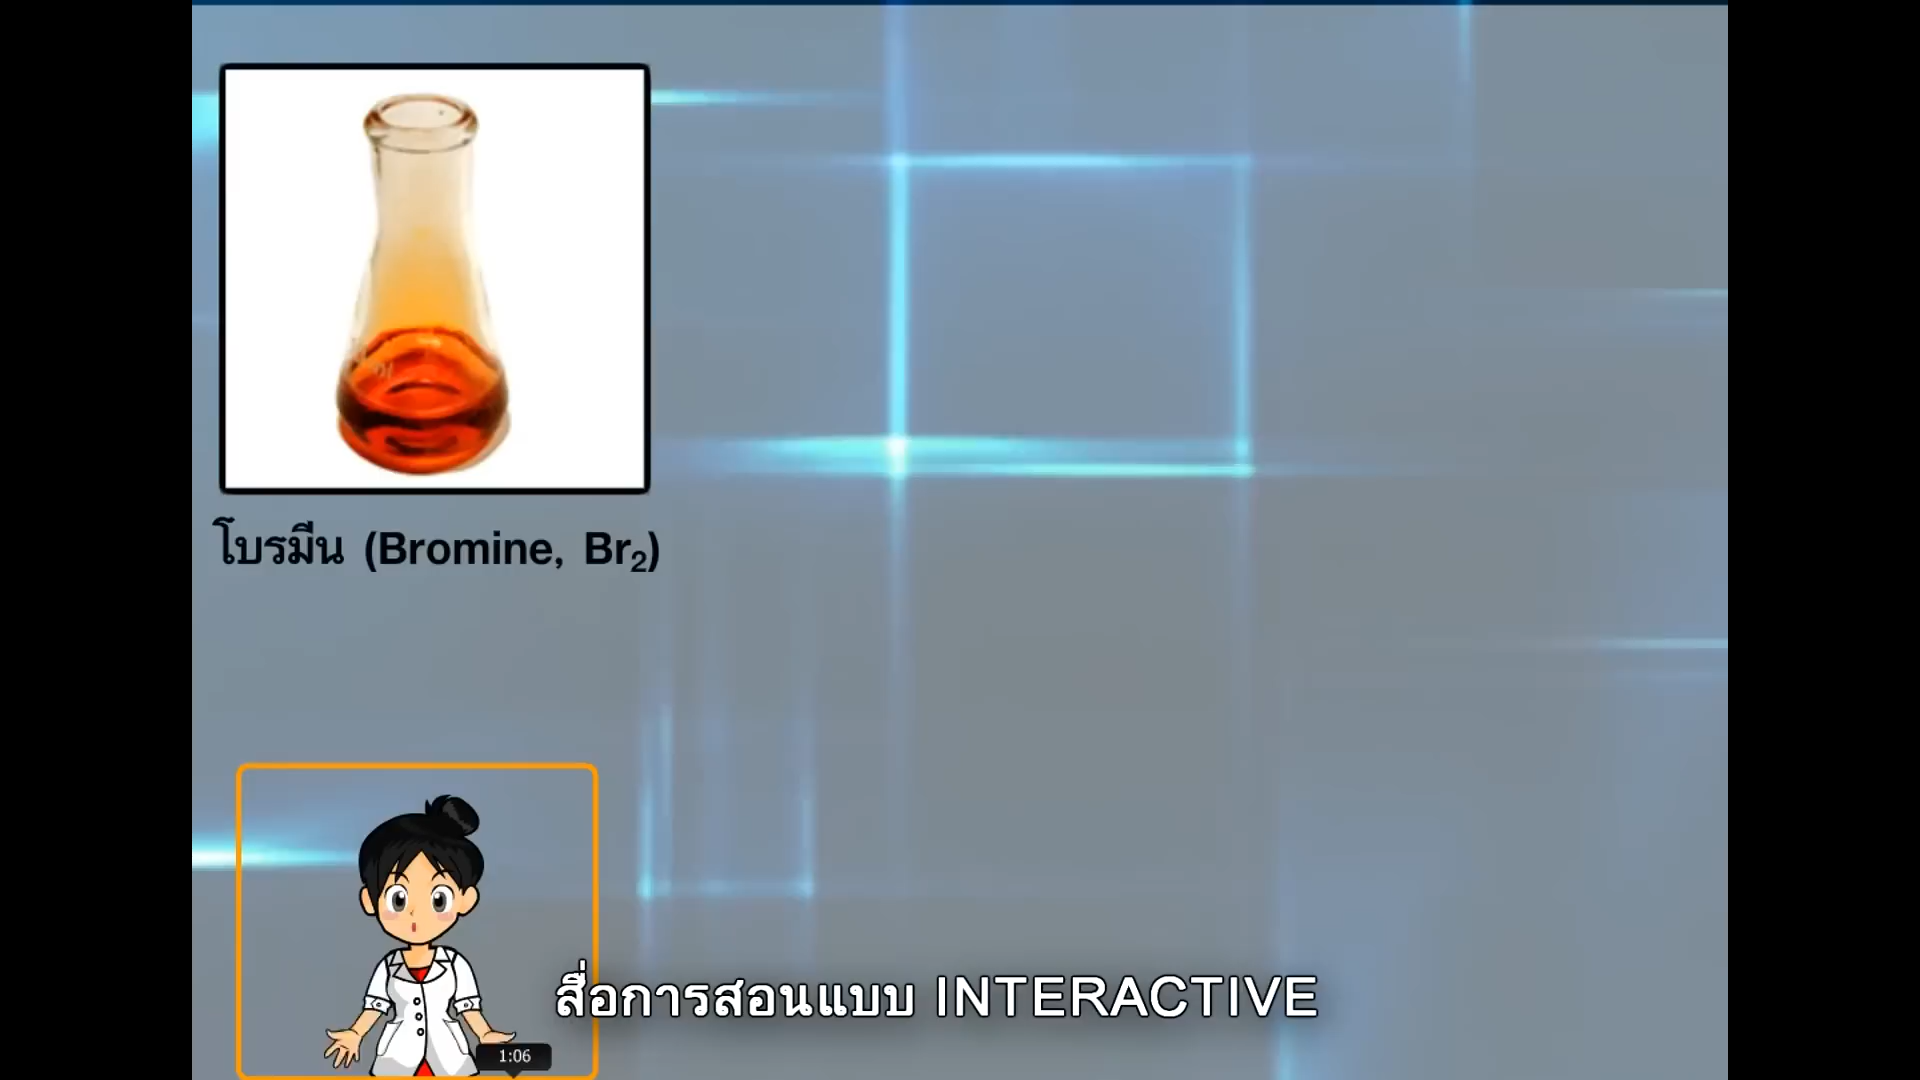 โบรมีน (Bromine, Br₂)
สื่อการสอนแบบ INTERACTIVE
1:06